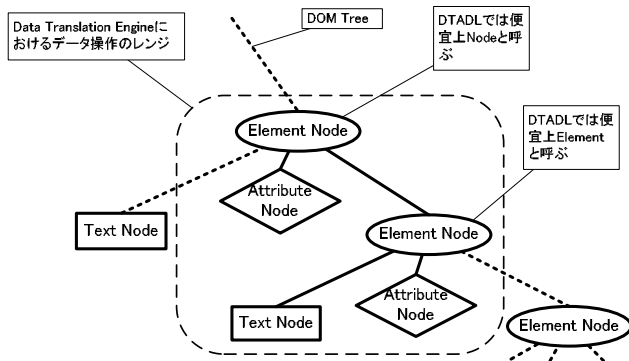 Data Translation Engineに
おけるデータ操作のレンジ
DOM Tree
DTADLでは便
宜上Nodeと呼
ぶ
Element Node
DTADLでは便
宜上Element
と呼ぶ
Attribute
Node
Text Node
Element Node
Attribute
Node
Text Node
Element Node